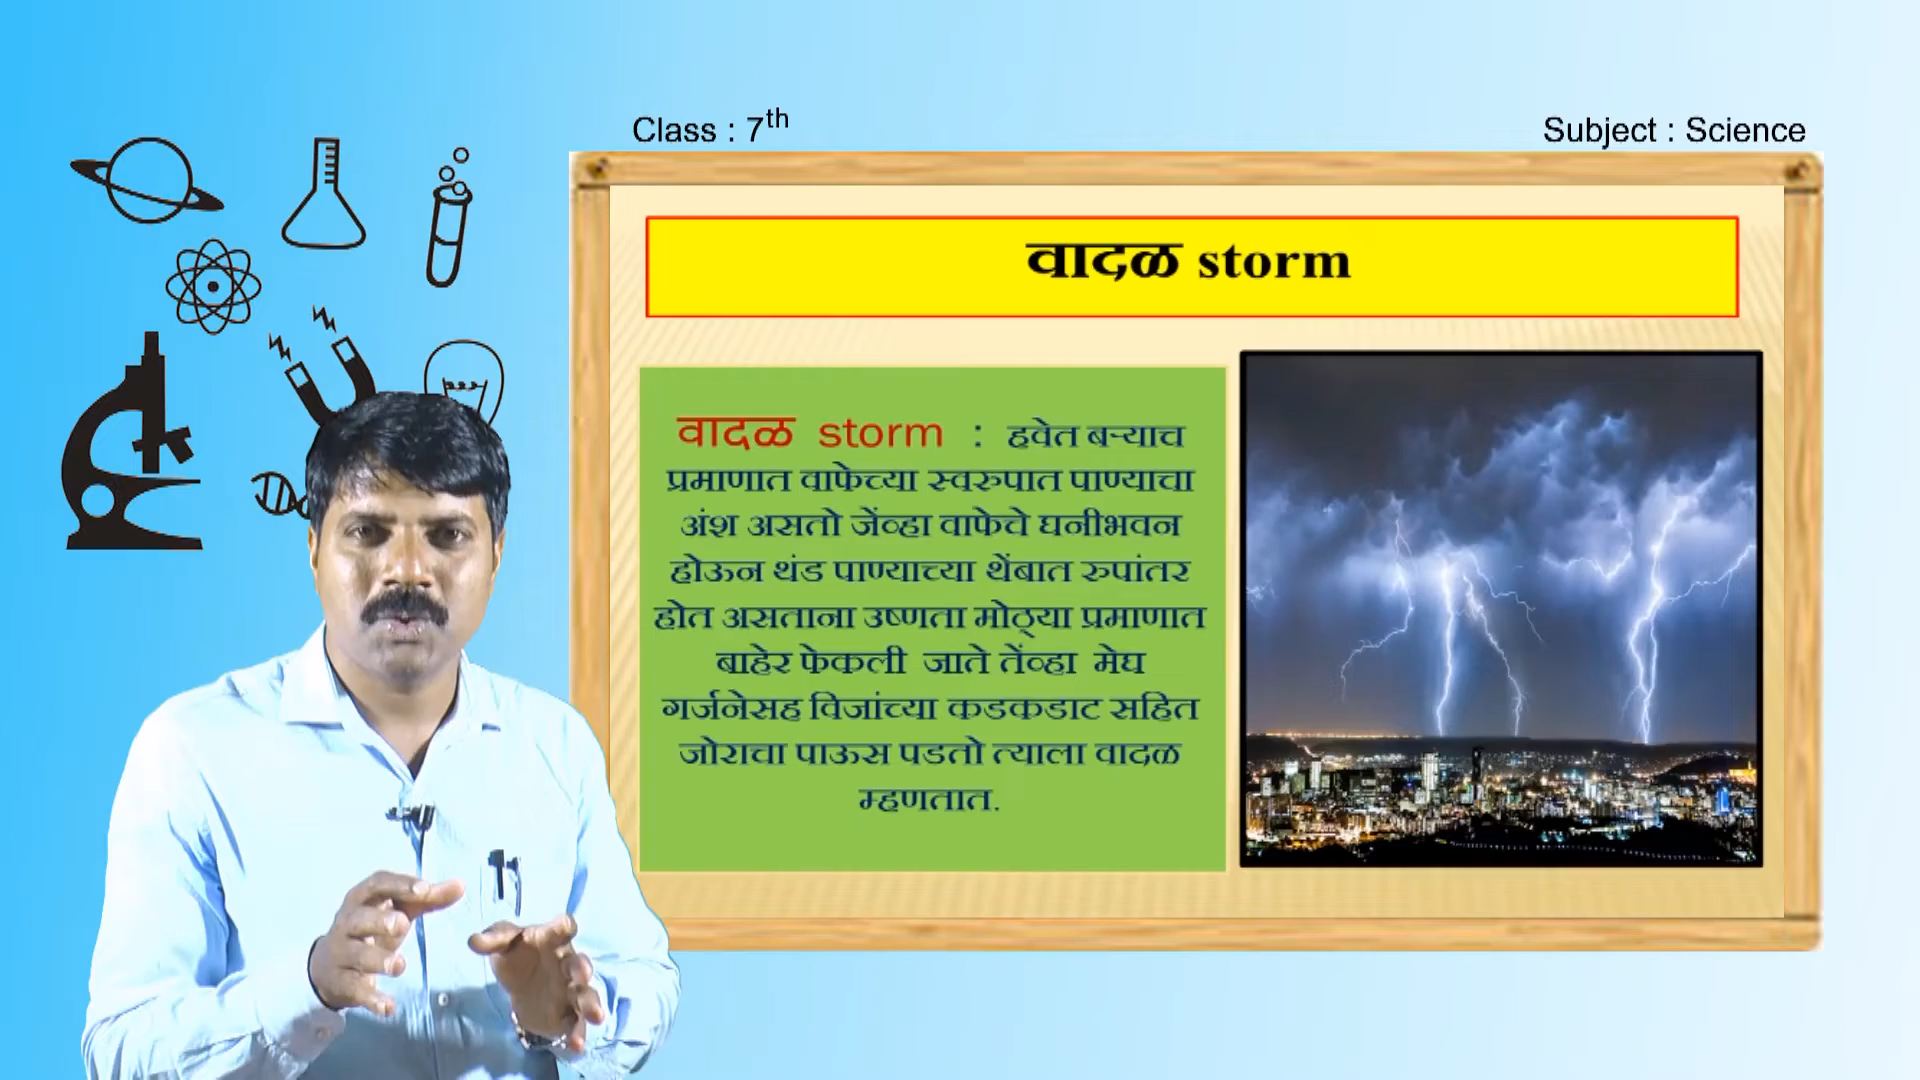 Class : 7th
Subject : Science
वादळ storm
वादळ storm : हवेत बऱ्याच
प्रमाणात वाफेच्या स्वरुपात पाण्याचा
अंश असतो जेंव्हा वाफेचे घनीभवन
होऊन थंड पाण्याच्या थेंबात रुपांतर
होत असताना उष्णता मोठ्या प्रमाणात
बाहेर फेकली जाते तेंव्हा मेघ
गर्जनेसह विजांच्या कडकडाट सहित
जोराचा पाऊस पडतो त्याला वादळ
म्हणतात.